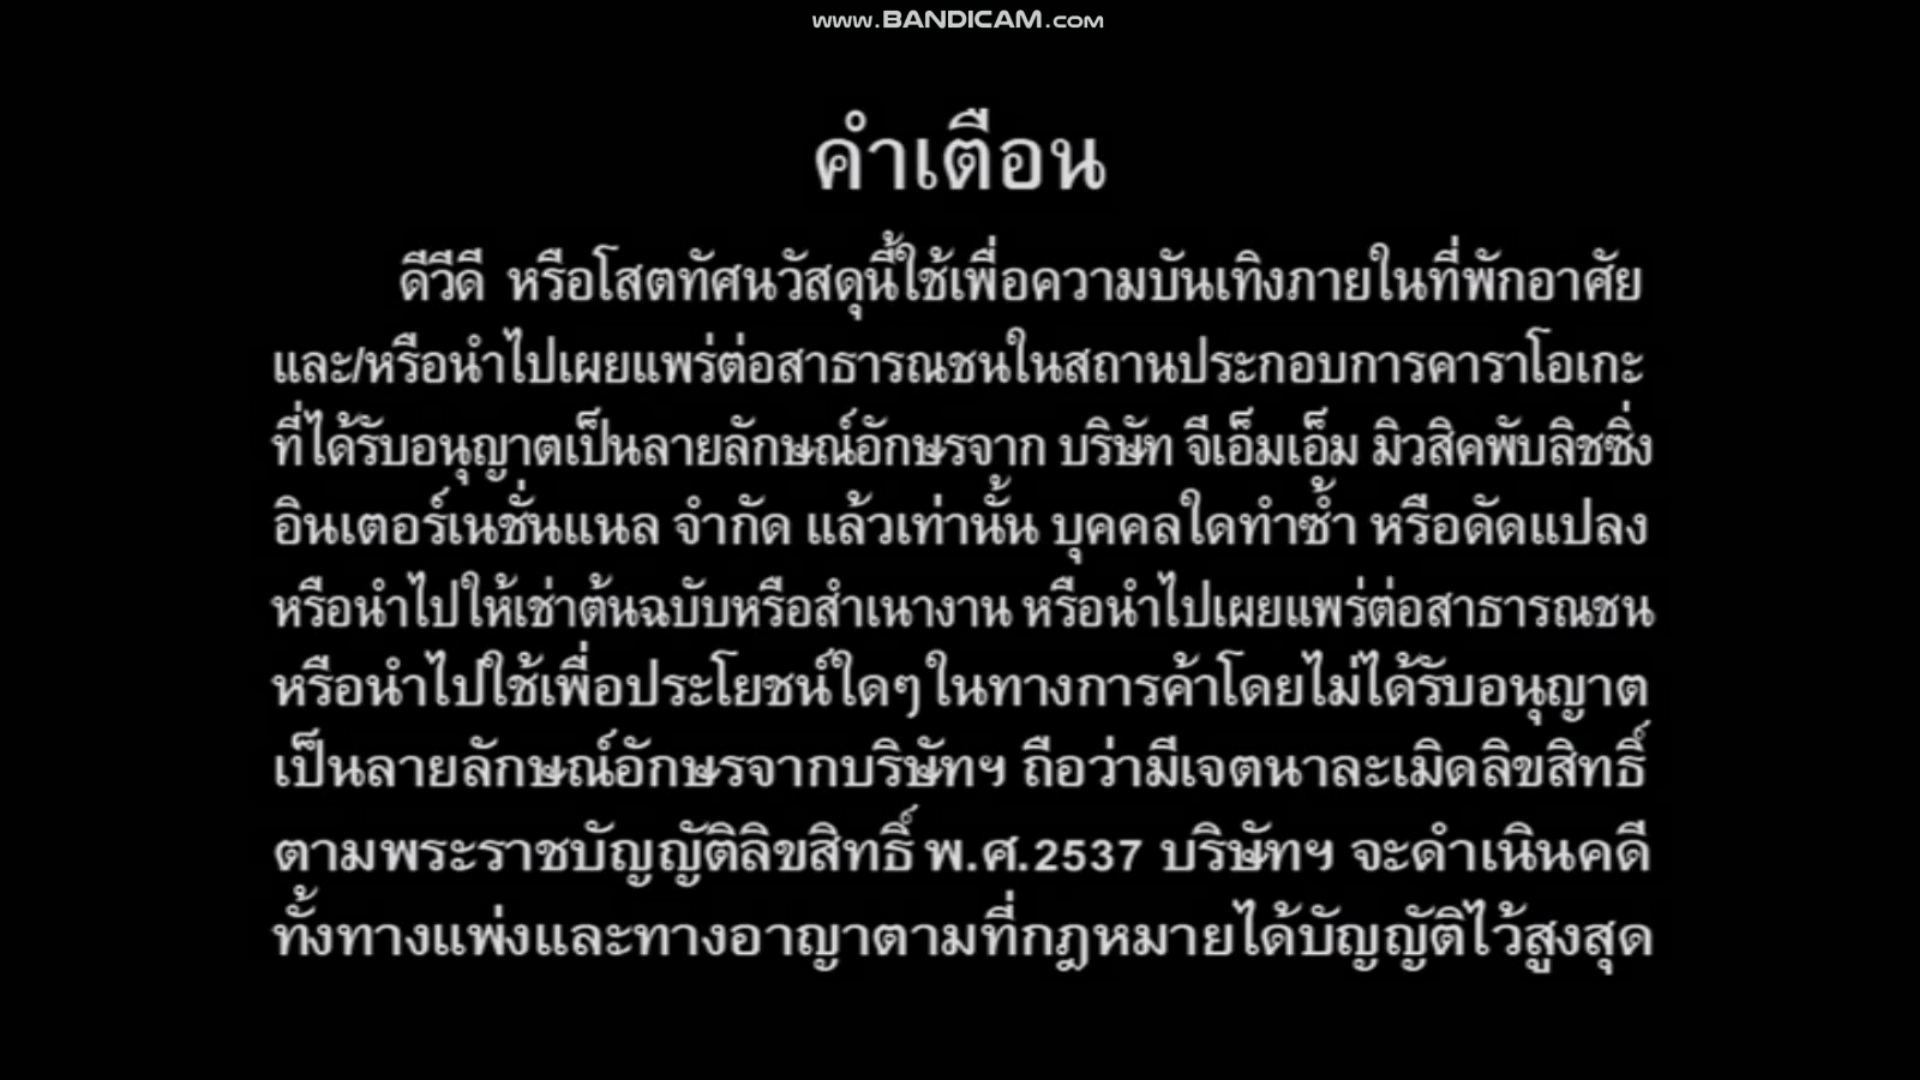 www.BANDICAM.com
คำเตือน
ดีวีดี หรือโสตทัศนวัสดุนี้ใช้เพื่อความบันเทิงภายในที่พักอาศัย
และ/หรือนำไปเผยแพร่ต่อสาธารณชนในสถานประกอบการคาราโอเกะ
ที่ได้รับอนุญาตเป็นลายลักษณ์อักษรจาก บริษัท จีเอ็มเอ็ม มิวสิคพับลิชซิ่ง
อินเตอร์เนชั่นแนล จำกัด แล้วเท่านั้น บุคคลใดทำซ้ำ หรือดัดแปลง
หรือนำไปให้เช่าต้นฉบับหรือสำเนางาน หรือนำไปเผยแพร่ต่อสาธารณชน
หรือนำไปใช้เพื่อประโยชน์ใดๆ ในทางการค้าโดยไม่ได้รับอนุญาต
เป็นลายลักษณ์อักษรจากบริษัทฯ ถือว่ามีเจตนาละเมิดลิขสิทธิ์
ตามพระราชบัญญัติลิขสิทธิ์ พ.ศ.2537 บริษัทฯ จะดำเนินคดี
ทั้งทางแพ่งและทางอาญาตามที่กฎหมายได้บัญญัติไว้สูงสุด